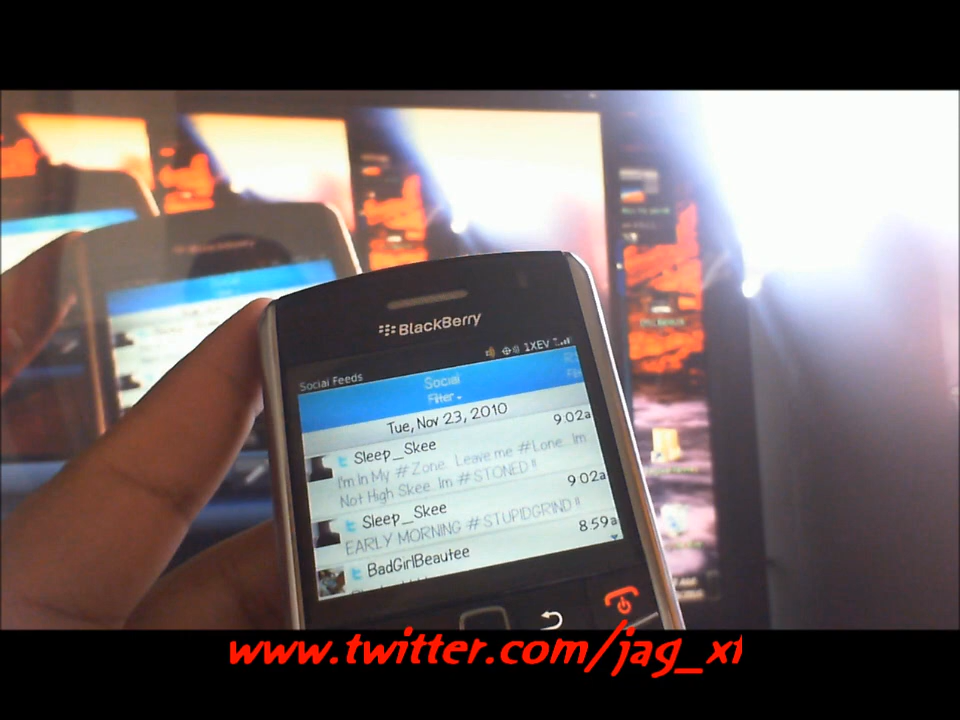 BlackBerry
1XEV
Social Feeds
Social
Filter
Tue, Nov 23, 2010
Sleep_Skee 9:02a
I'm In My #Zone. Leave me #Lone. Im
Not High Skee. Im #STONED!!
Sleep_Skee 9:02a
EARLY MORNING #STUPIDGRIND!!
BadGirlBeautee 8:59a
www.twitter.com/jag_xf